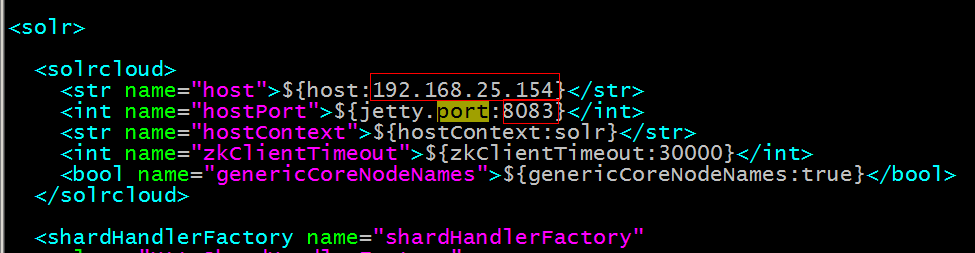 <solr>
<solrcloud>
<str name="host">${host:192.168.25.154}</str>
<int name="hostPort">${jetty.port:8083}</int>
<str name="hostContext">${hostContext:solr}</str>
<int name="zkClientTimeout">${zkClientTimeout:30000}</int>
<bool name="genericCoreNodeNames">${genericCoreNodeNames:true}</bool>
</solrcloud>
<shardHandlerFactory name="shardHandlerFactory"